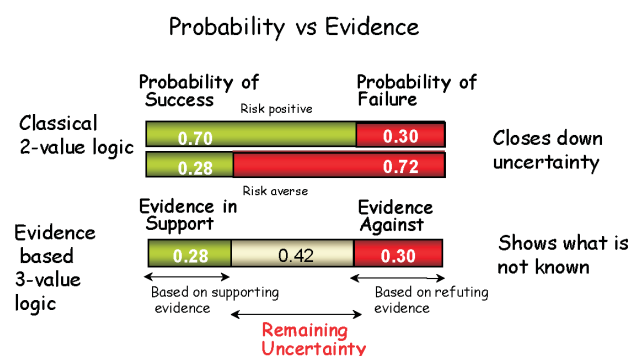 Probability vs Evidence
Probability of
Success
Risk positive
Probability of
Failure
Classical
2-value logic
0.70
0.30
0.28
0.72
Closes down
uncertainty
Risk averse
Evidence in
Support
Evidence
Against
Evidence
based
3-value
logic
0.28
0.42
0.30
Shows what is
not known
Based on supporting
evidence
Based on refuting
evidence
Remaining
Uncertainty